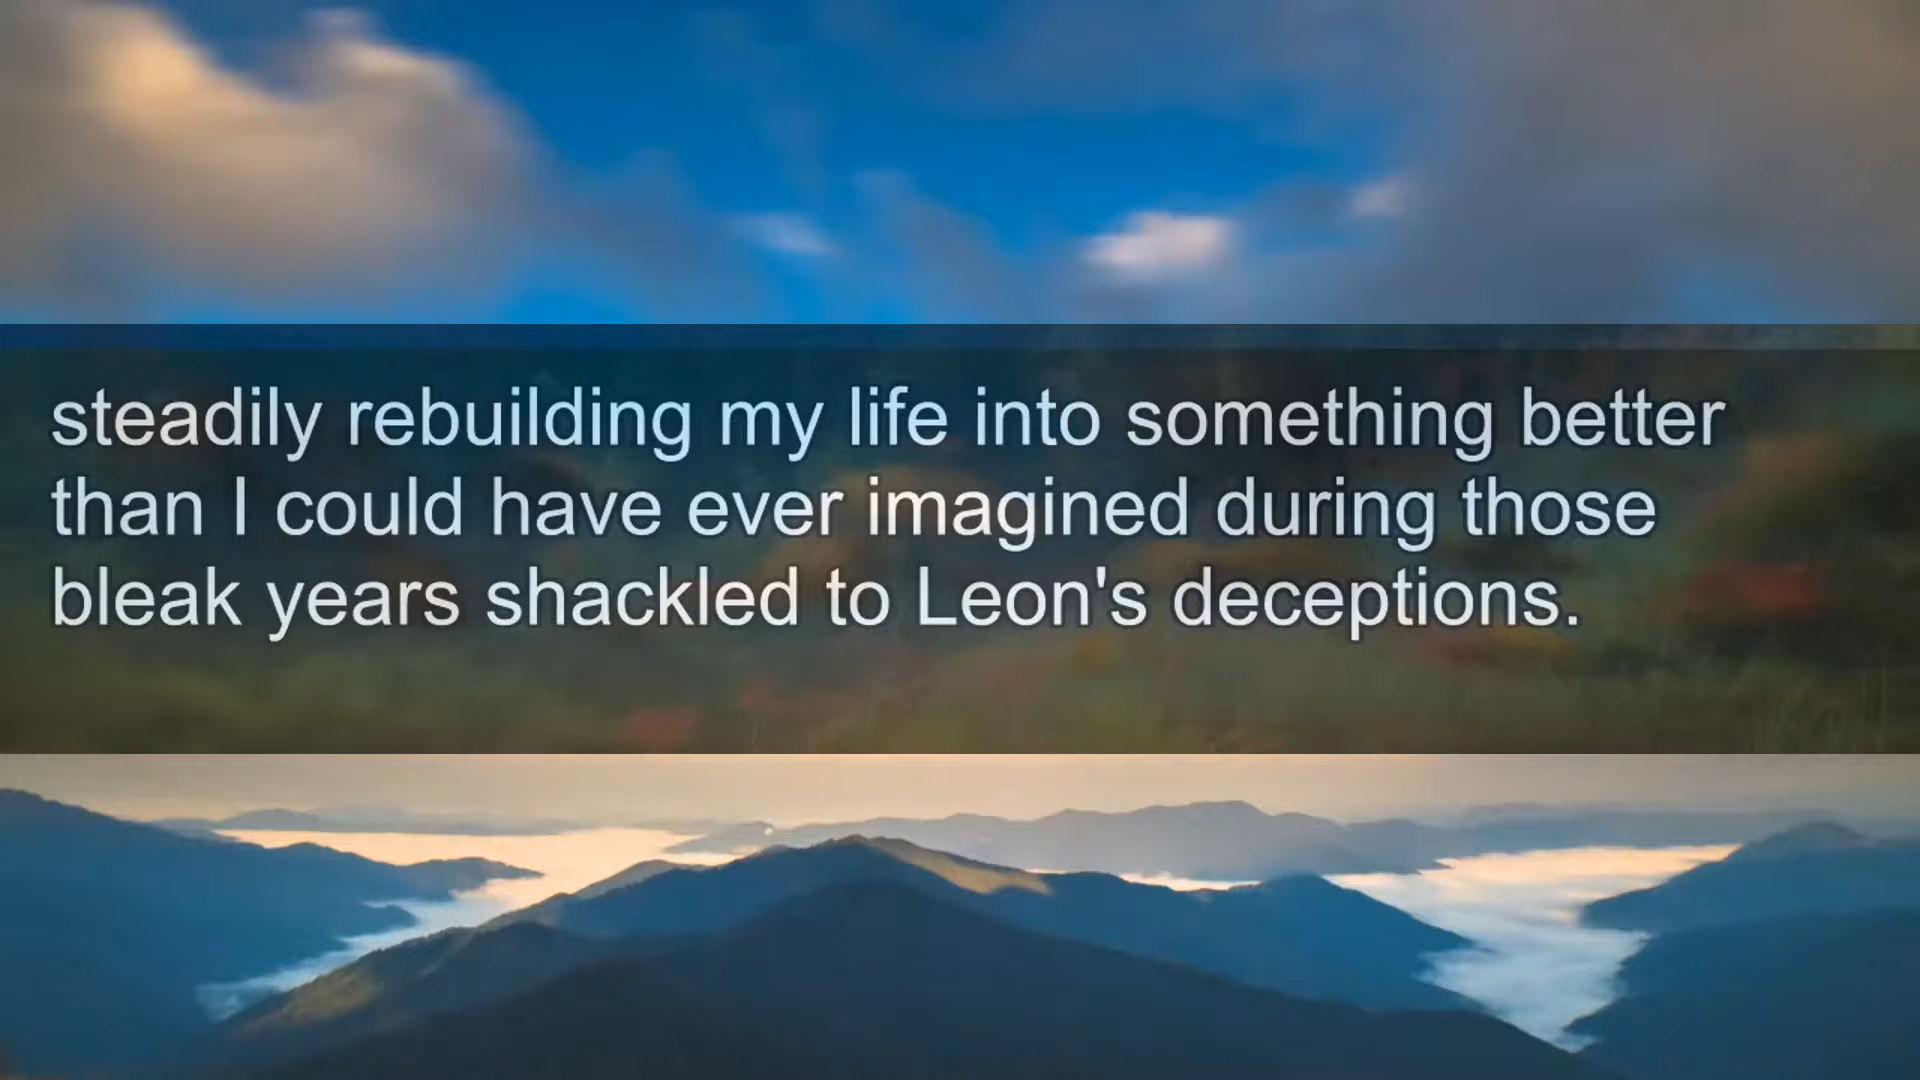 steadily rebuilding my life into something better
than I could have ever imagined during those
bleak years shackled to Leon's deceptions.